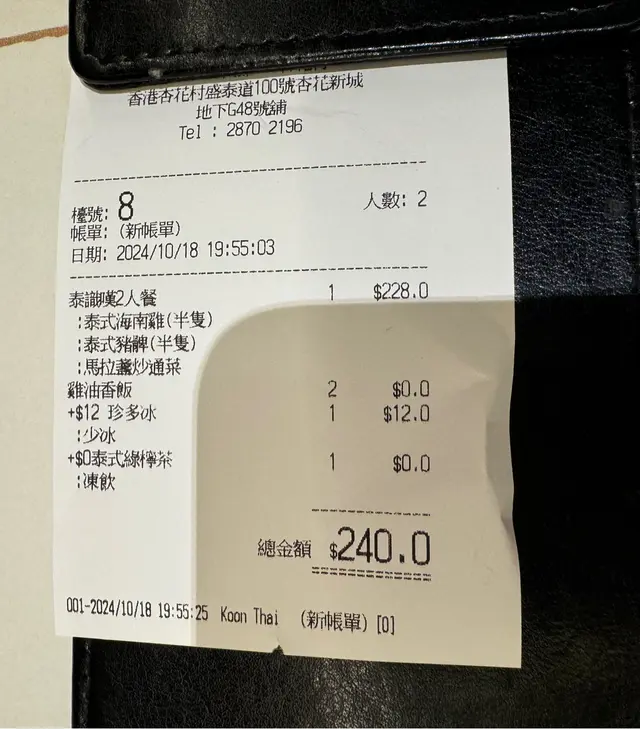 香港杏花村盛泰道100號杏花新城
地下G48號舖
Tel : 2870 2196
檯號: 8 人數: 2
帳單: (新帳單)
日期: 2024/10/18 19:55:03
泰識嘆2人餐 1 $228.0
:泰式海南雞(半隻)
:泰式豬髀(半隻)
:馬拉盞炒通菜
雞油香飯 2 $0.0
+$12 珍多冰 1 $12.0
:少冰
+$0泰式綠檸茶 1 $0.0
:凍飲
總金額 $240.0
001-2024/10/18 19:55:25 Koon Thai (新帳單) [0]